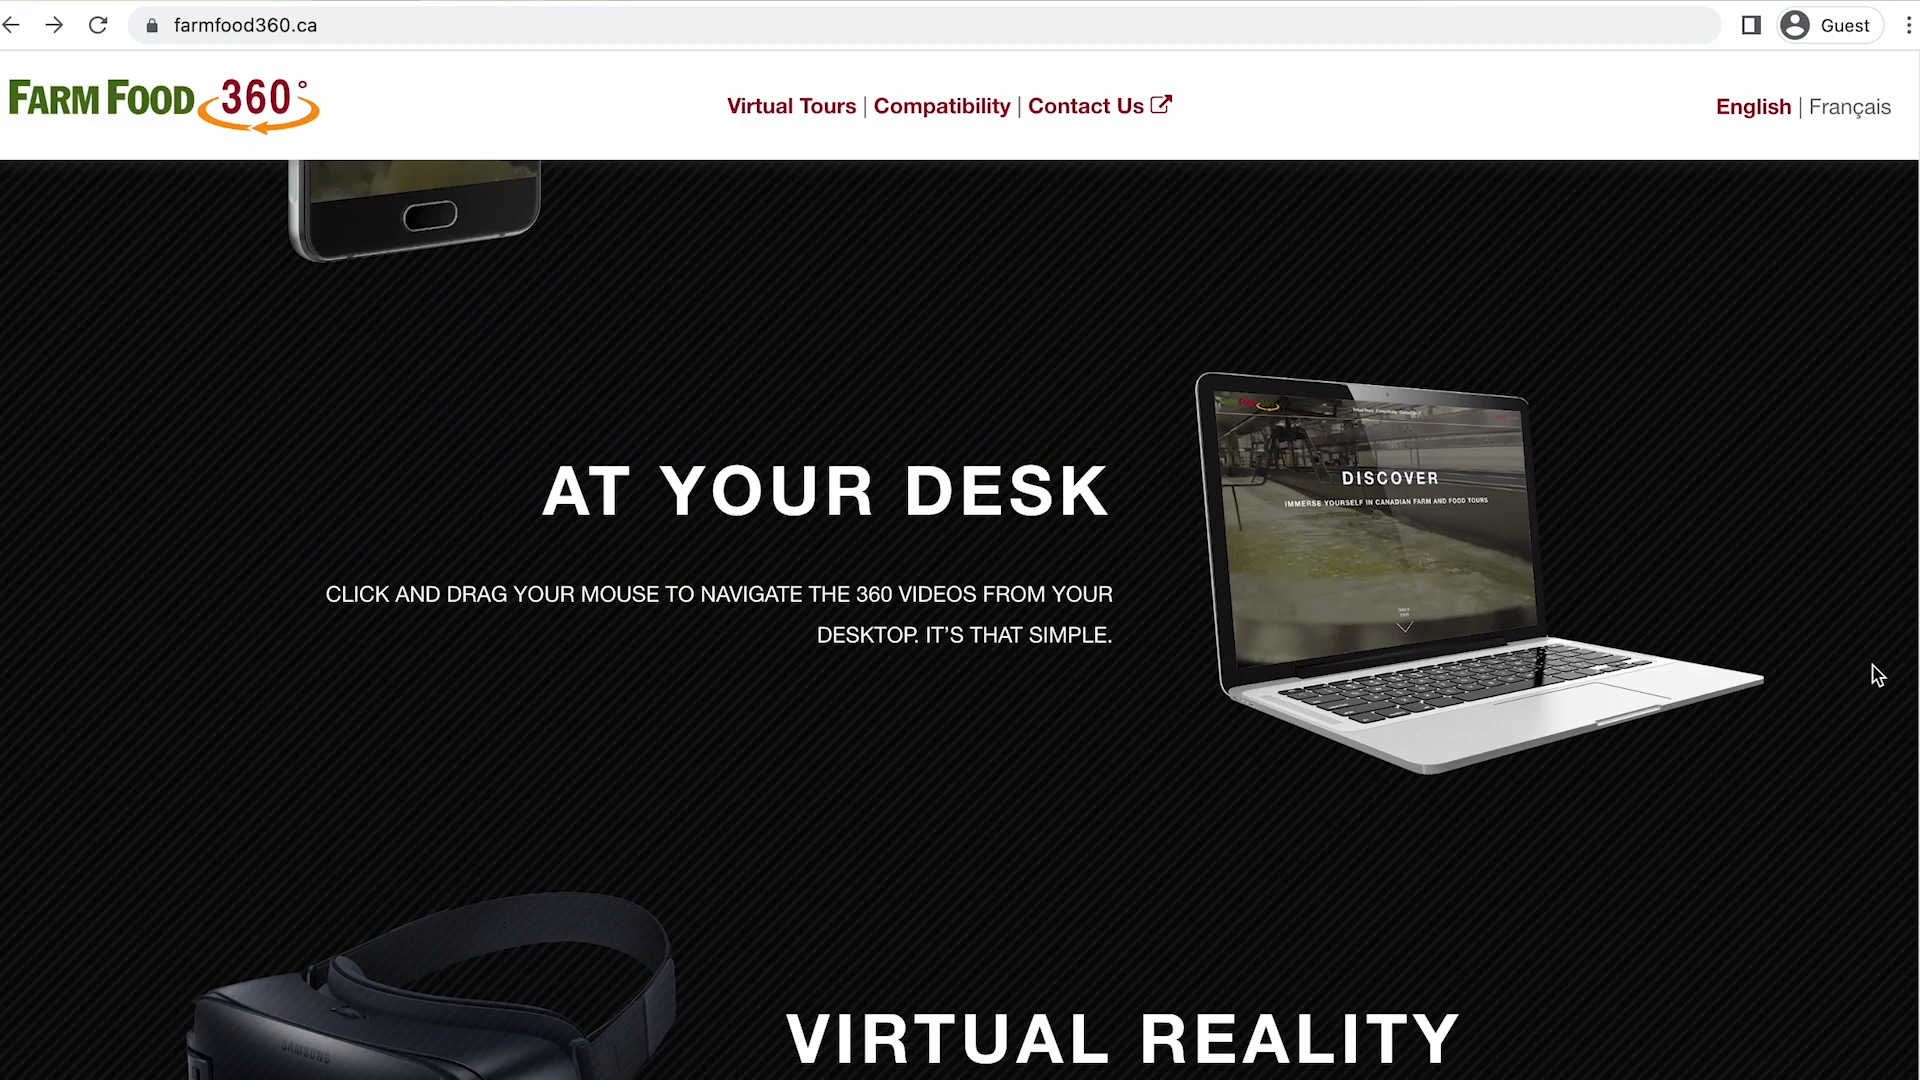 farmfood360.ca
Guest
FARM FOOD 360°
Virtual Tours | Compatibility | Contact Us
English | Français
AT YOUR DESK
CLICK AND DRAG YOUR MOUSE TO NAVIGATE THE 360 VIDEOS FROM YOUR
DESKTOP. IT’S THAT SIMPLE.
DISCOVER
IMMERSE YOURSELF IN CANADIAN FARM AND FOOD TOURS
SAMSUNG
VIRTUAL REALITY